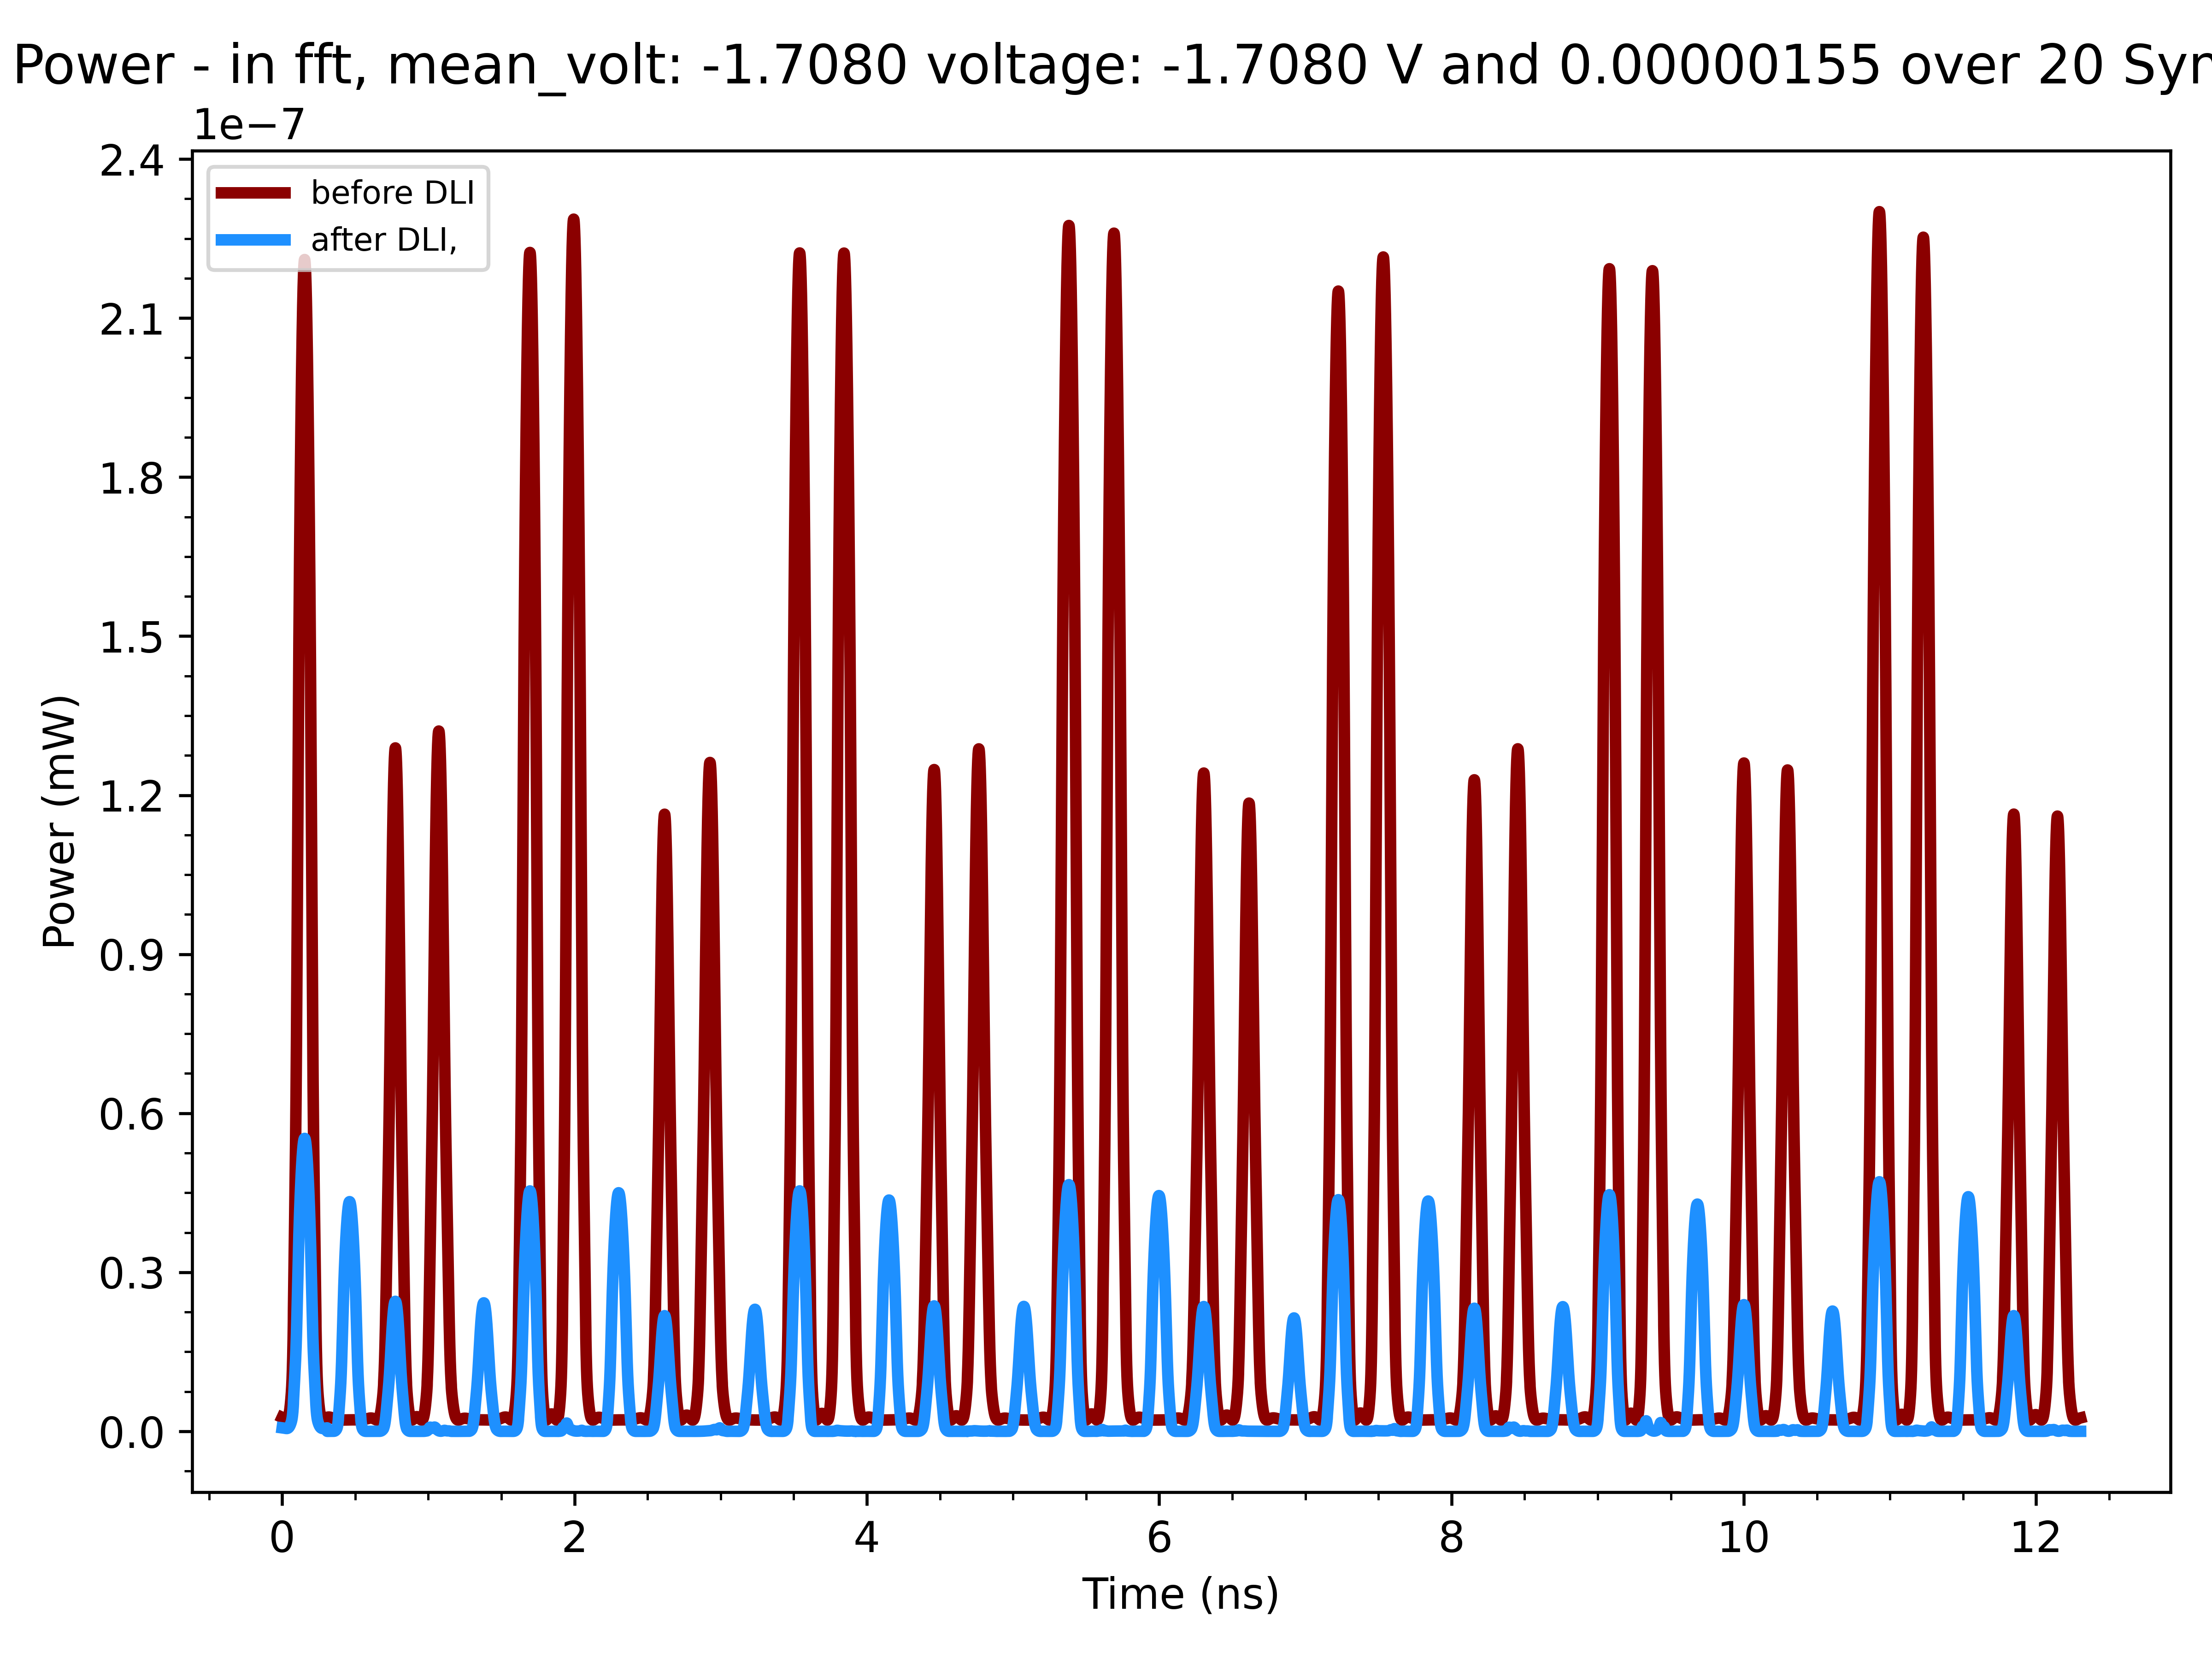 Power - in fft, mean_volt: -1.7080 voltage: -1.7080 V and 0.00000155 over 20 Sy
1e−7
2.4
before DLI
after DLI,
2.1
1.8
1.5
1.2
0.9
0.6
0.3
0.0
Power (mW)
0 2 4 6 8 10 12
Time (ns)